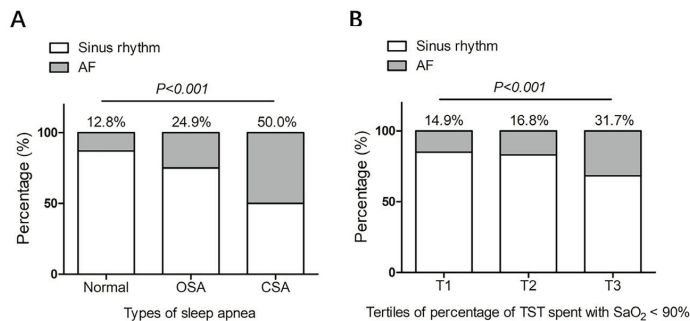 A
Sinus rhythm
AF
P<0.001
12.8% 24.9% 50.0%
Percentage (%)
100
50
0
Normal OSA CSA
Types of sleep apnea
B
Sinus rhythm
AF
P<0.001
14.9% 16.8% 31.7%
Percentage (%)
100
50
0
T1 T2 T3
Tertiles of percentage of TST spent with SaO₂ < 90%